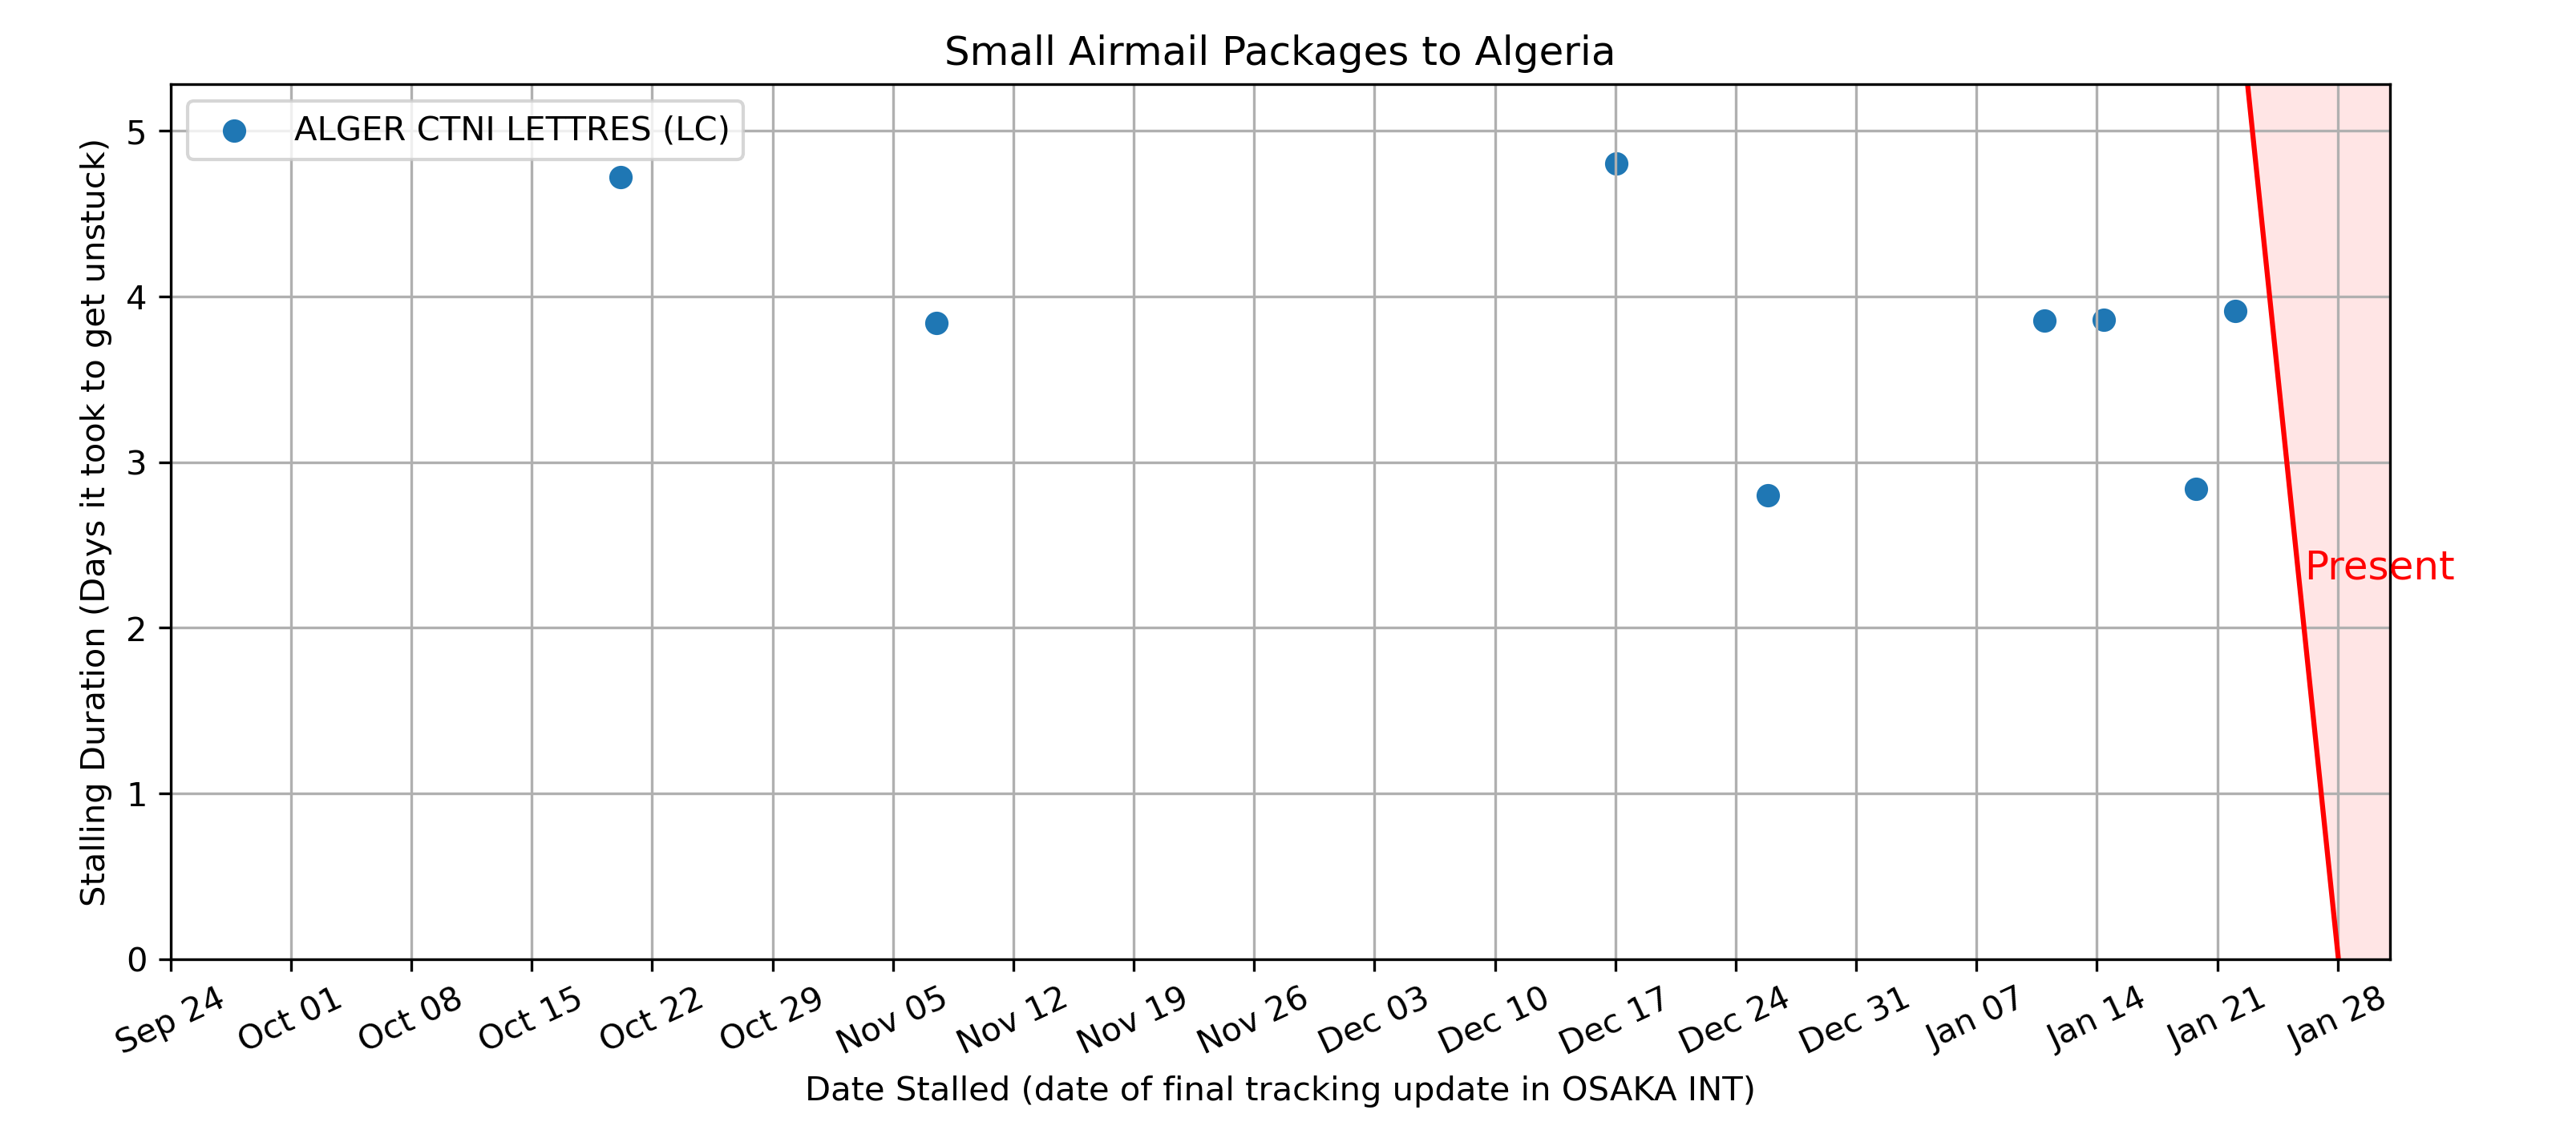 Small Airmail Packages to Algeria
ALGER CTNI LETTRES (LC)
Stalling Duration (Days it took to get unstuck)
5
4
3
2
1
0
Present
Sep 24
Oct 01
Oct 08
Oct 15
Oct 22
Oct 29
Nov 05
Nov 12
Nov 19
Nov 26
Dec 03
Dec 10
Dec 17
Dec 24
Dec 31
Jan 07
Jan 14
Jan 21
Jan 28
Date Stalled (date of final tracking update in OSAKA INT)